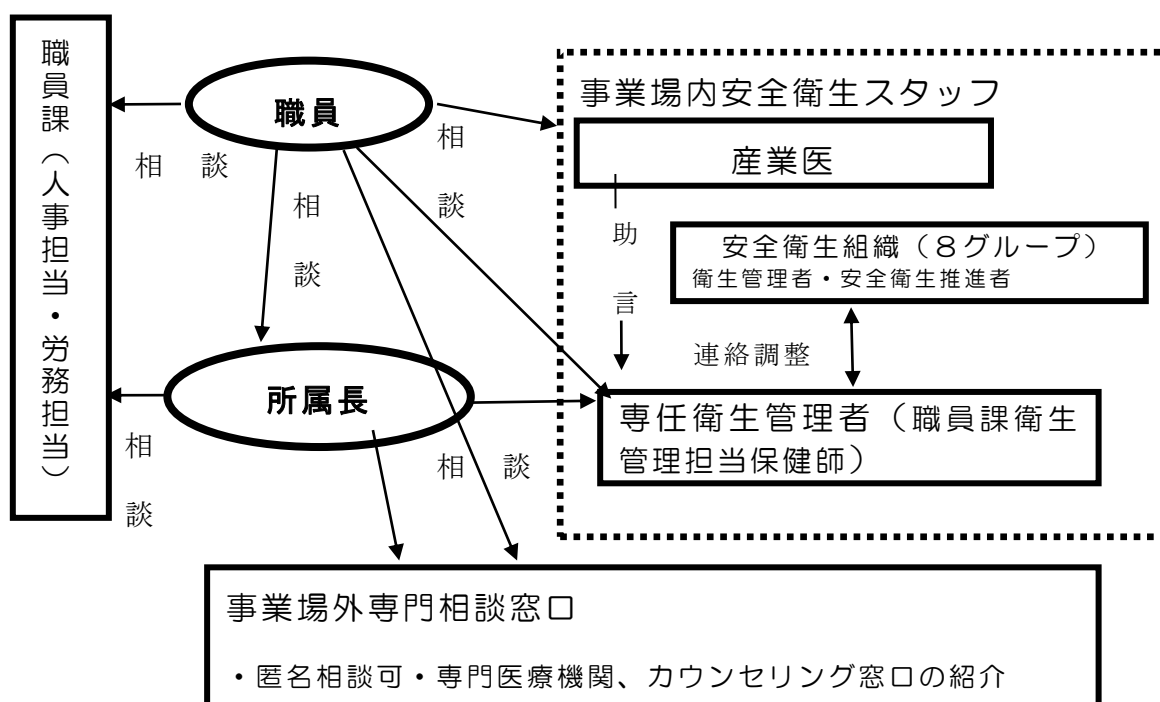 職員課（人事担当・労務担当）
職員
相談
相談
相談
事業場内安全衛生スタッフ
産業医
助言
安全衛生組織（８グループ）
衛生管理者・安全衛生推進者
連絡調整
所属長
専任衛生管理者（職員課衛生
管理担当保健師）
相談
相談
事業場外専門相談窓口
・匿名相談可・専門医療機関、カウンセリング窓口の紹介